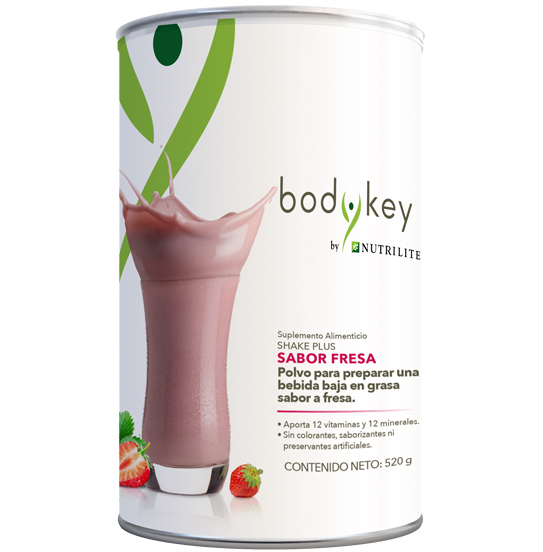 bodykey
by NUTRILITE
Suplemento Alimenticio
SHAKE PLUS
SABOR FRESA
Polvo para preparar una
bebida baja en grasa
sabor a fresa.
• Aporta 12 vitaminas y 12 minerales.
• Sin colorantes, saborizantes ni
preservantes artificiales.
CONTENIDO NETO: 520 g